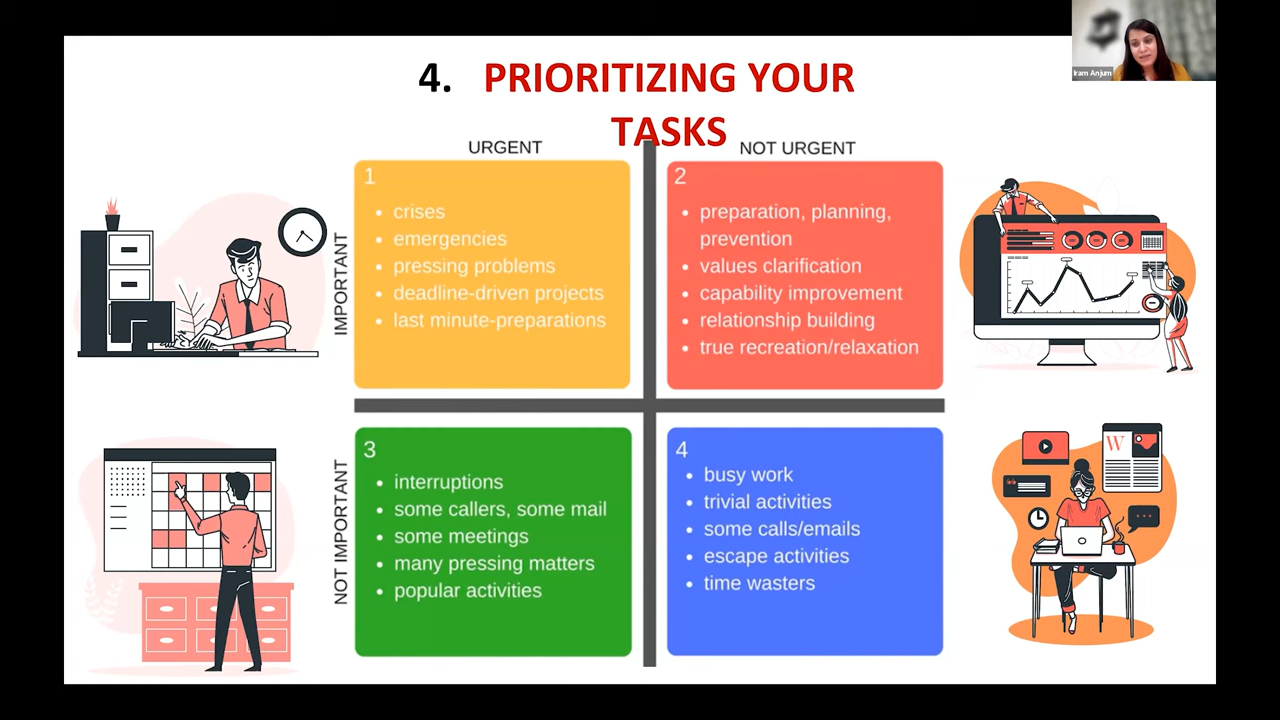 Iram Anjum
4. PRIORITIZING YOUR
TASKS
URGENT
NOT URGENT
IMPORTANT
1
crises
emergencies
pressing problems
deadline-driven projects
last minute-preparations
2
preparation, planning,
prevention
values clarification
capability improvement
relationship building
true recreation/relaxation
NOT IMPORTANT
3
interruptions
some callers, some mail
some meetings
many pressing matters
popular activities
4
busy work
trivial activities
some calls/emails
escape activities
time wasters
W